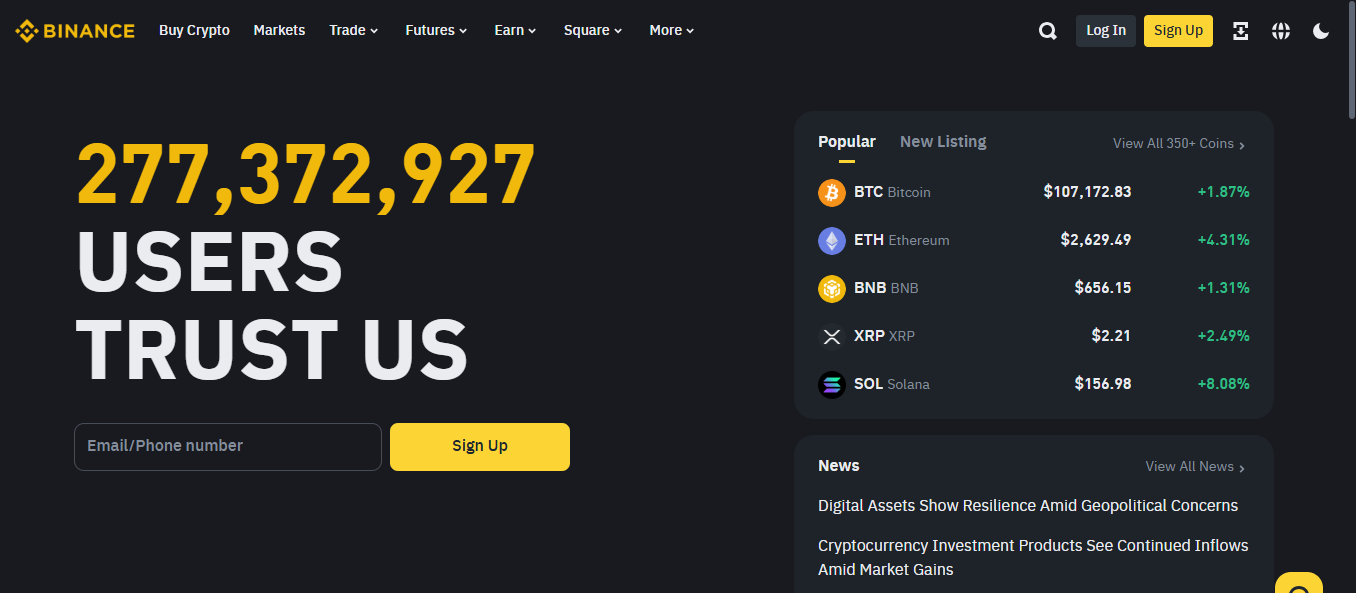 BINANCE Buy Crypto Markets Trade Futures Earn Square More Log In Sign Up
277,372,927
USERS
TRUST US
Email/Phone number Sign Up
Popular New Listing View All 350+ Coins
BTC Bitcoin $107,172.83 +1.87%
ETH Ethereum $2,629.49 +4.31%
BNB BNB $656.15 +1.31%
XRP XRP $2.21 +2.49%
SOL Solana $156.98 +8.08%
News View All News
Digital Assets Show Resilience Amid Geopolitical Concerns
Cryptocurrency Investment Products See Continued Inflows
Amid Market Gains